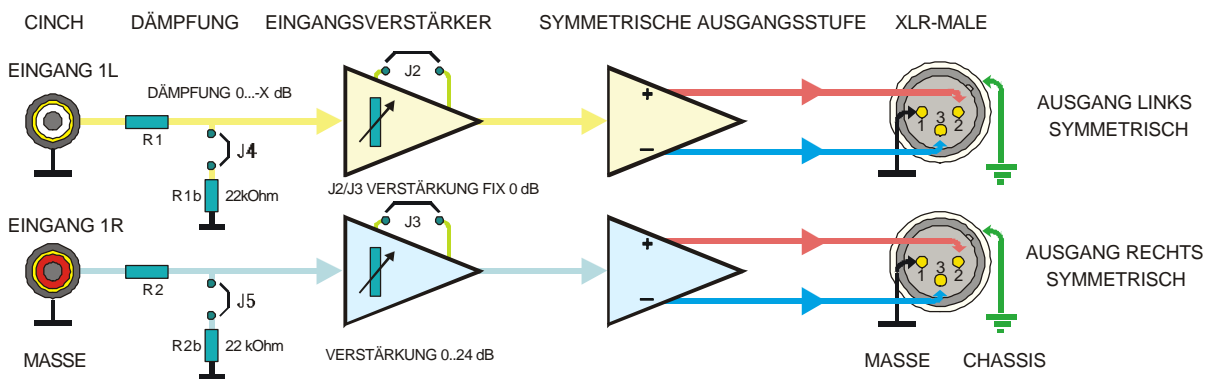 CINCH DÄMPFUNG EINGANGSVERSTÄRKER SYMMETRISCHE AUSGANGSSTUFE XLR-MALE
EINGANG 1L
J2
DÄMPFUNG 0...-X dB
R1
J4
R1b 22kOhm
J2/J3 VERSTÄRKUNG FIX 0 dB
+
−
1 3 2
AUSGANG LINKS
SYMMETRISCH
EINGANG 1R
J3
R2
J5
R2b 22 kOhm
VERSTÄRKUNG 0..24 dB
+
−
1 3 2
AUSGANG RECHTS
SYMMETRISCH
MASSE MASSE CHASSIS